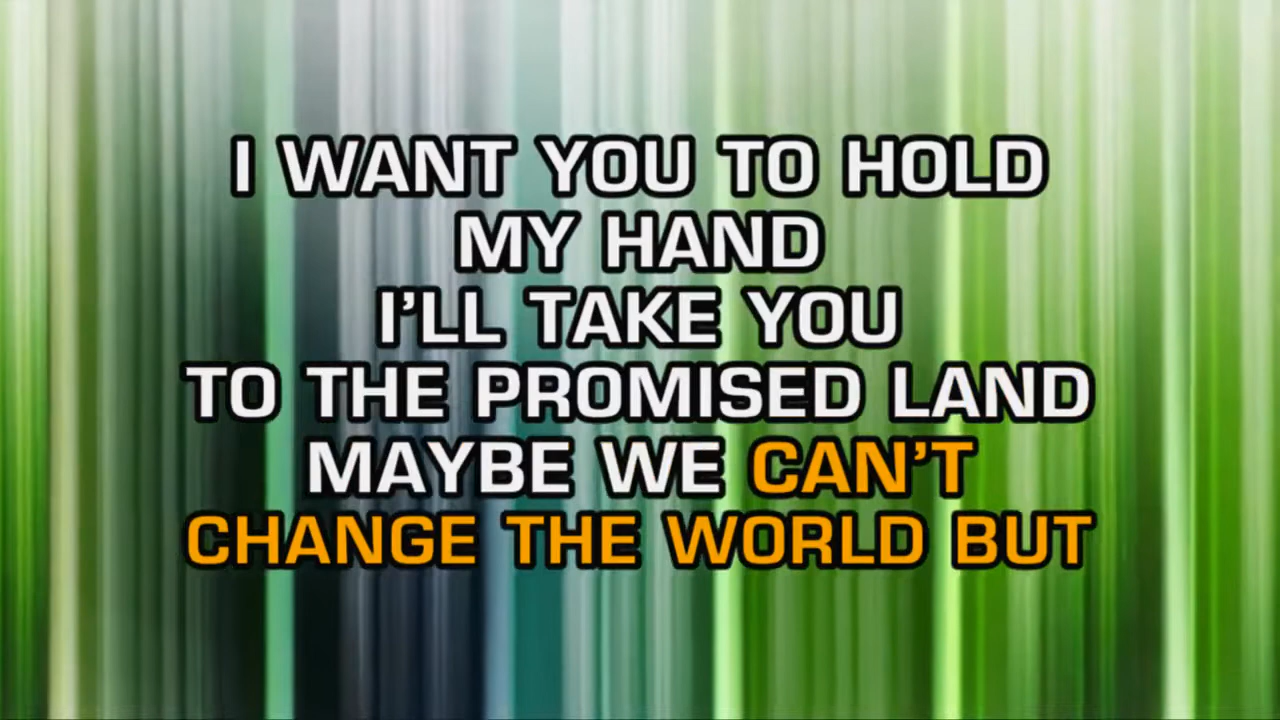 I WANT YOU TO HOLD
MY HAND
I’LL TAKE YOU
TO THE PROMISED LAND
MAYBE WE CAN’T
CHANGE THE WORLD BUT